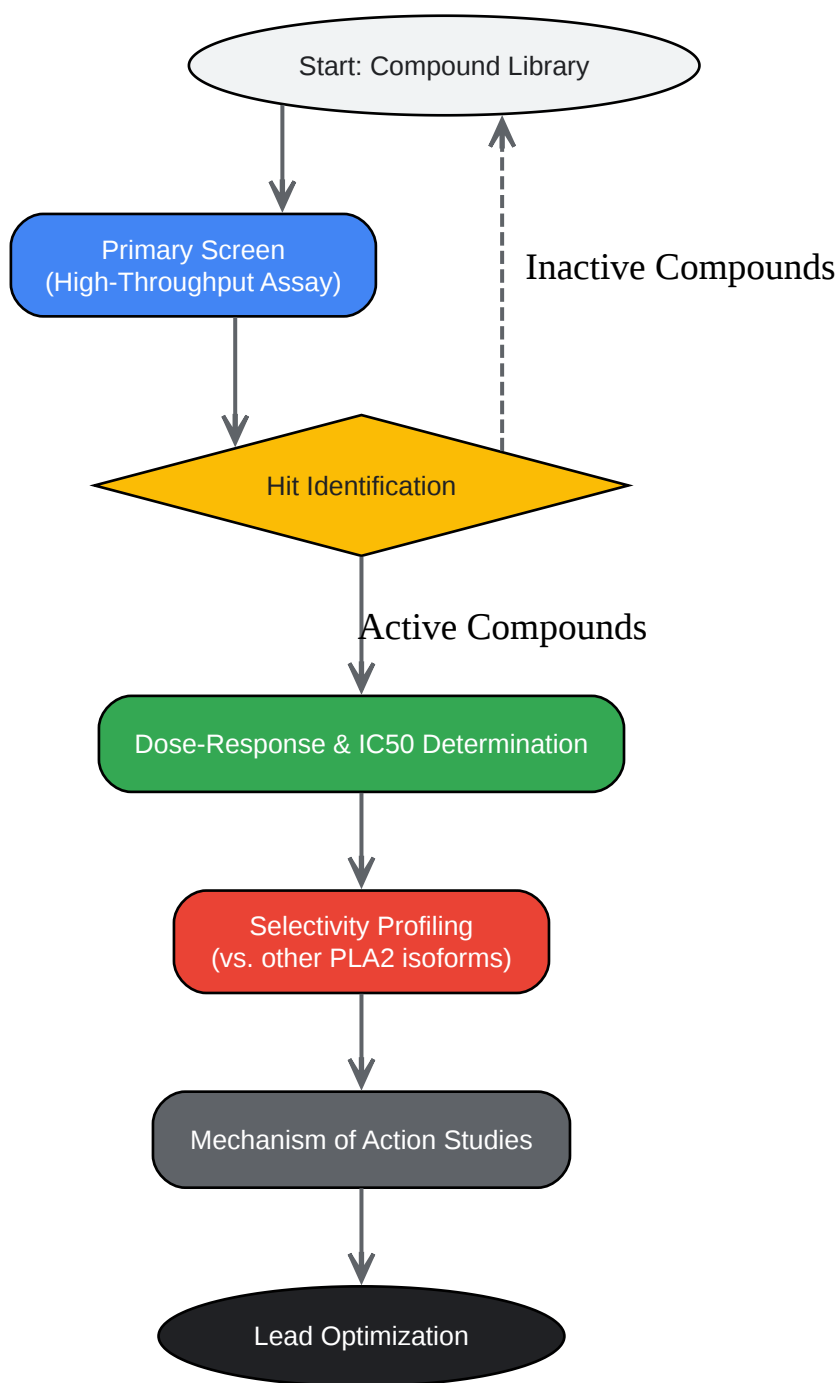 Start: Compound Library
Primary Screen
(High-Throughput Assay)
Inactive Compounds
Hit Identification
Active Compounds
Dose-Response & IC50 Determination
Selectivity Profiling
(vs. other PLA2 isoforms)
Mechanism of Action Studies
Lead Optimization